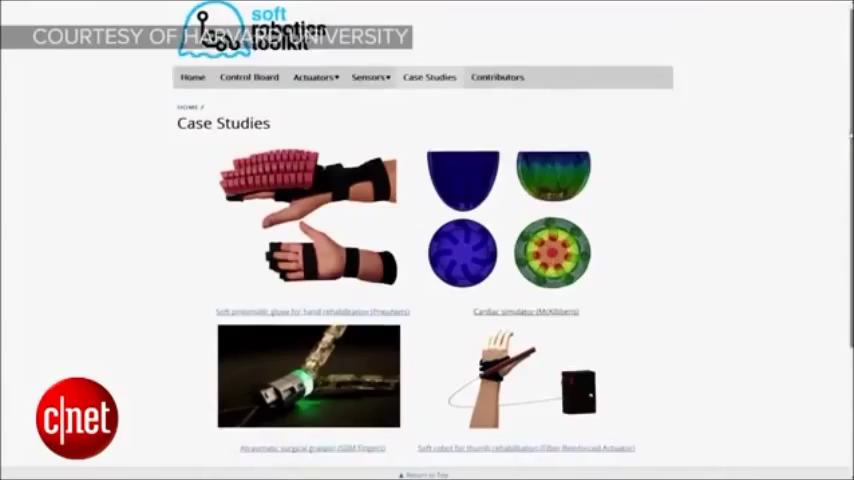 soft
robotics
toolkit
COURTESY OF HARVARD UNIVERSITY
Home Control Board Actuators▾ Sensors▾ Case Studies Contributors
HOME /
Case Studies
Soft pneumatic glove for hand rehabilitation (PneuNets) Cardiac simulator (McKibbens)
Atraumatic surgical grasper (SDM Fingers) Soft robot for thumb rehabilitation (Fiber Reinforced Actuator)
▲ Return to Top
c|net